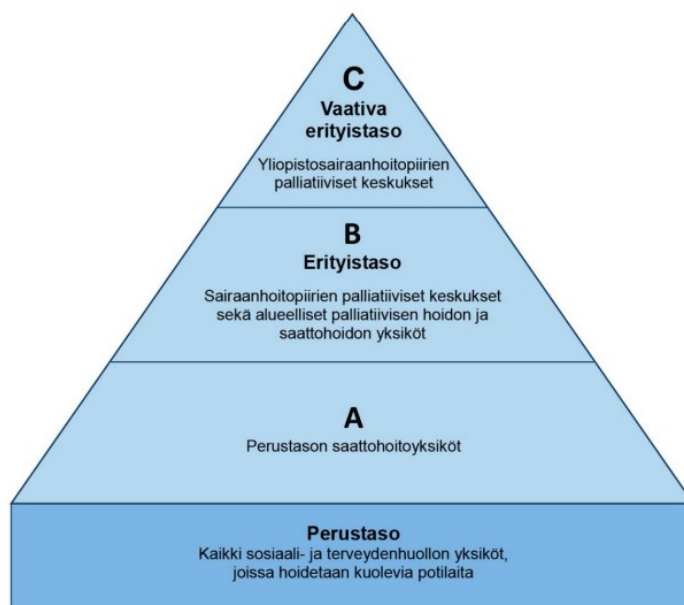 C
Vaativa
erityistaso
Yliopistosairaanhoitopiirien
palliatiiviset keskukset
B
Erityistaso
Sairaanhoitopiirien palliatiiviset keskukset
sekä alueelliset palliatiivisen hoidon ja
saattohoidon yksiköt
A
Perustason saattohoitoyksiköt
Perustaso
Kaikki sosiaali- ja terveydenhuollon yksiköt,
joissa hoidetaan kuolevia potilaita